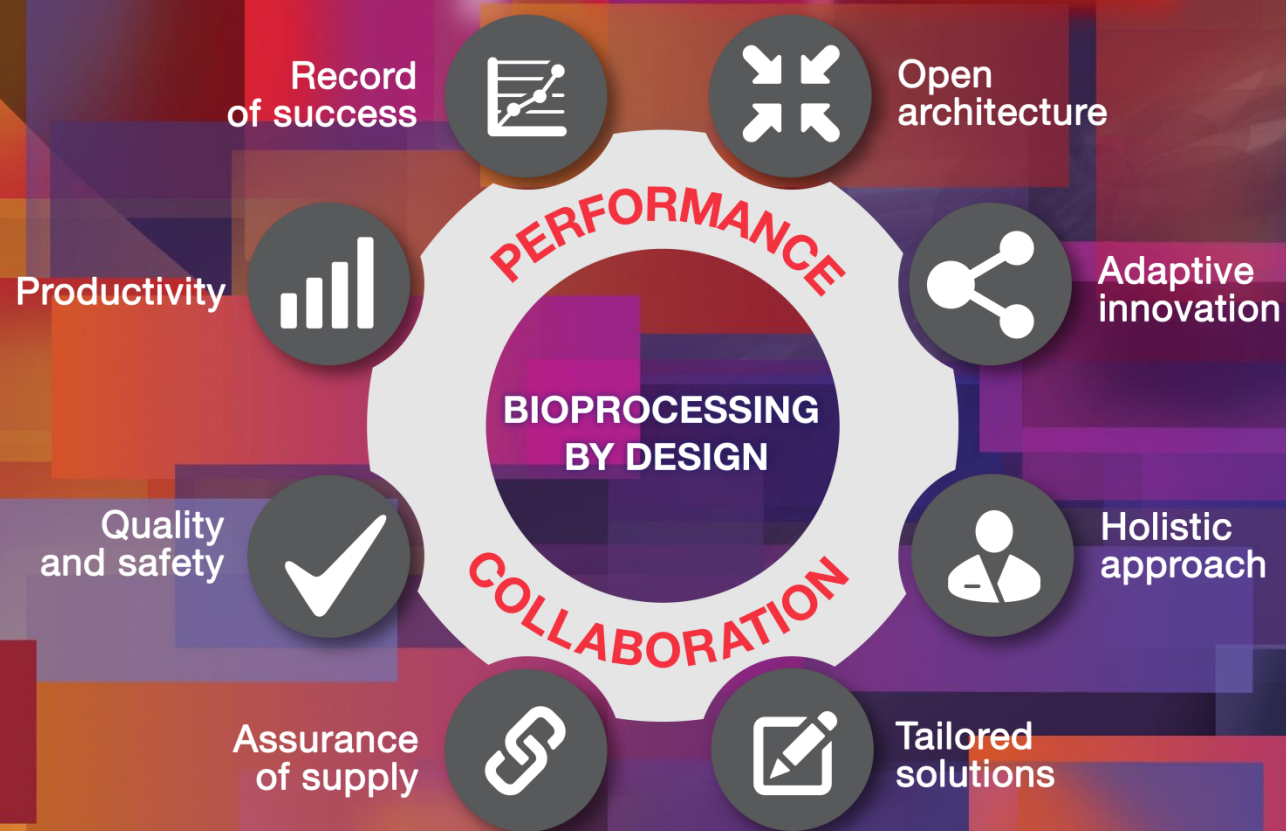 Record
of success
Open
architecture
PERFORMANCE
Productivity
Adaptive
innovation
BIOPROCESSING
BY DESIGN
Quality
and safety
Holistic
approach
COLLABORATION
Assurance
of supply
Tailored
solutions